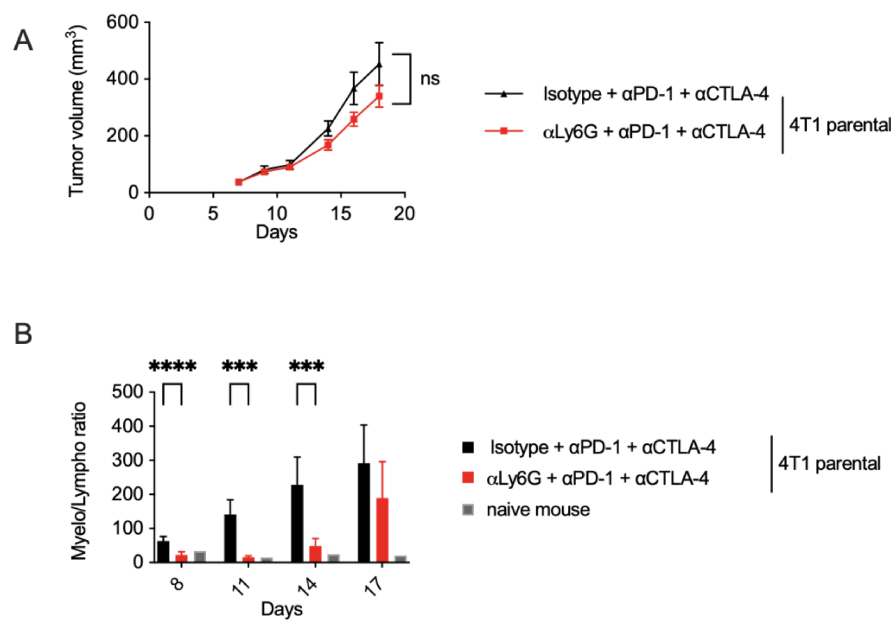 A
Tumor volume (mm³)
600
400
200
0
0 5 10 15 20
Days
ns
Isotype + αPD-1 + αCTLA-4
αLy6G + αPD-1 + αCTLA-4
4T1 parental
B
Myelo/Lympho ratio
500
400
300
200
100
0
**** *** ***
8 11 14 17
Days
Isotype + αPD-1 + αCTLA-4
αLy6G + αPD-1 + αCTLA-4
naive mouse
4T1 parental